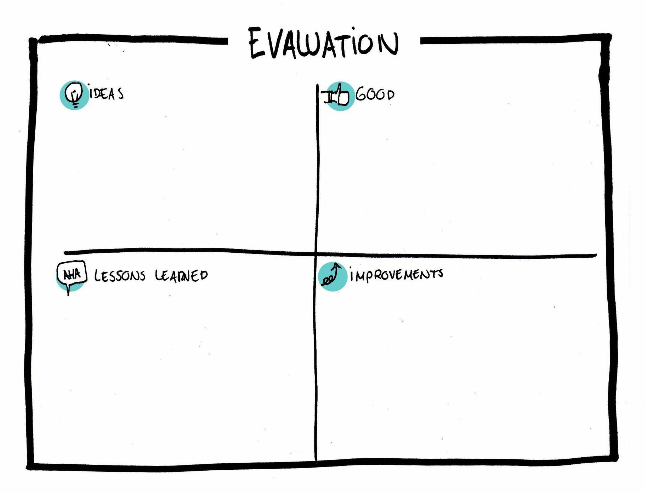 EVALUATION
IDEAS
GOOD
AHA
LESSONS LEARNED
IMPROVEMENTS